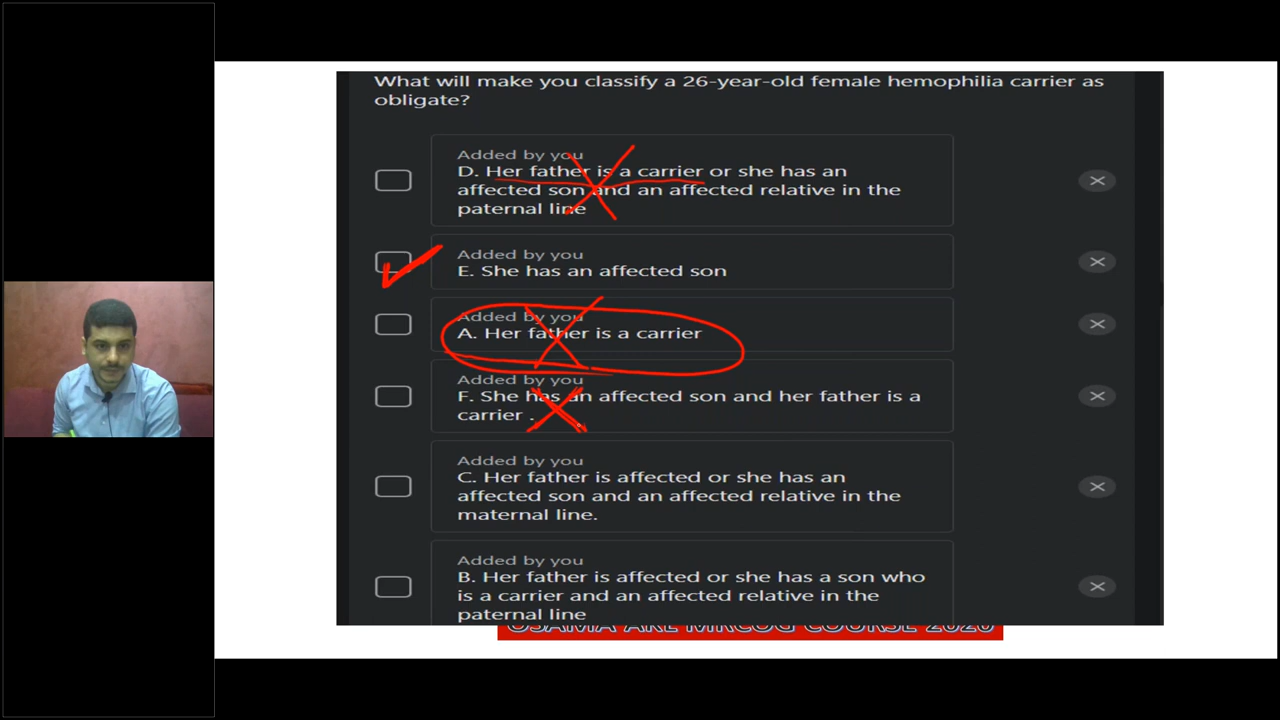 What will make you classify a 26-year-old female hemophilia carrier as
obligate?
Added by you
D. Her father is a carrier or she has an
affected son and an affected relative in the
paternal line
Added by you
E. She has an affected son
Added by you
A. Her father is a carrier
Added by you
F. She has an affected son and her father is a
carrier .
Added by you
C. Her father is affected or she has an
affected son and an affected relative in the
maternal line.
Added by you
B. Her father is affected or she has a son who
is a carrier and an affected relative in the
paternal line
MRCOG COURSE 2020